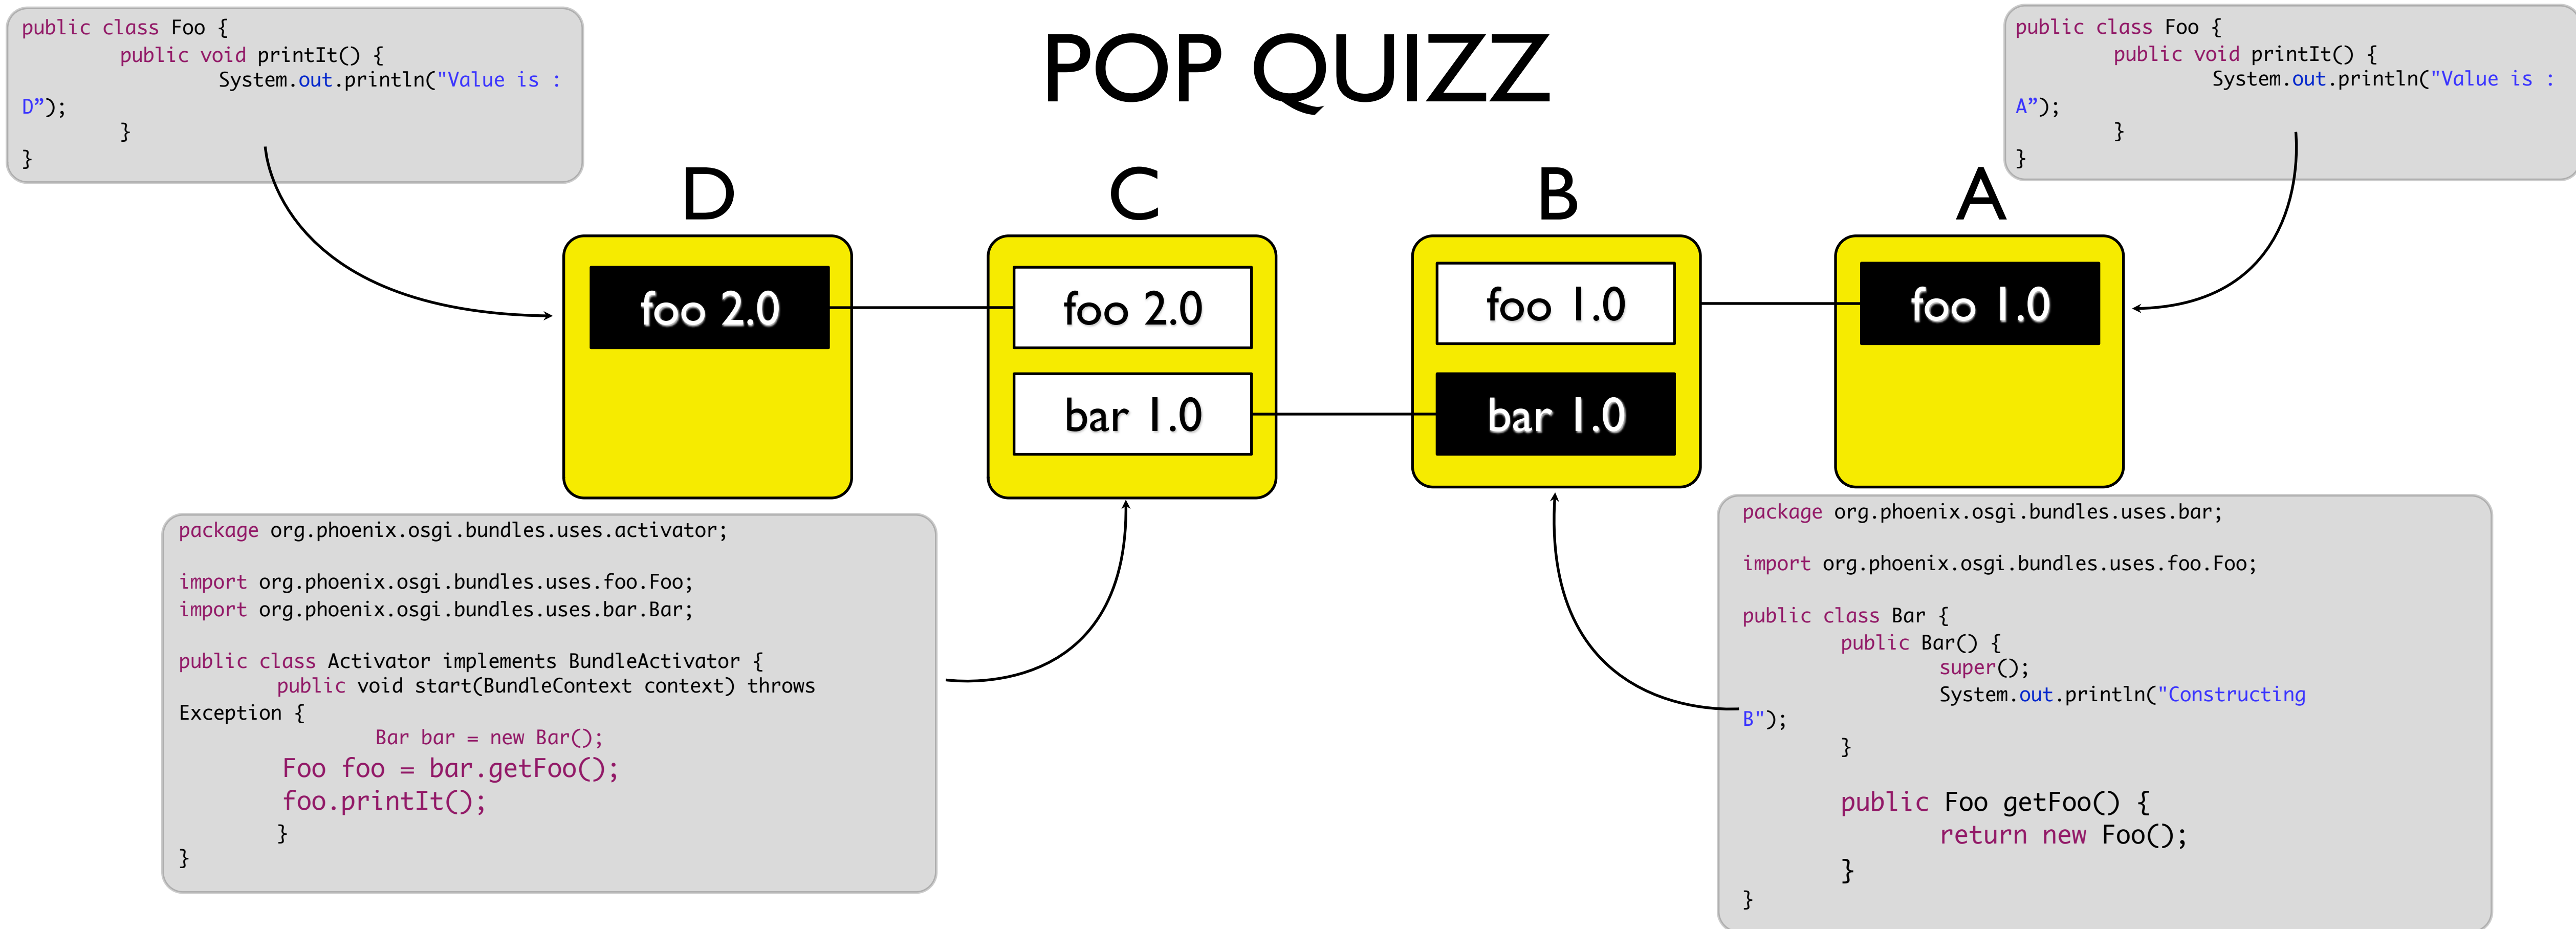 public class Foo {
public void printIt() {
System.out.println("Value is :
D”);
}
}
POP QUIZZ
public class Foo {
public void printIt() {
System.out.println("Value is :
A”);
}
}
D
C
B
A
foo 2.0
foo 2.0
foo 1.0
foo 1.0
bar 1.0
bar 1.0
package org.phoenix.osgi.bundles.uses.activator;
import org.phoenix.osgi.bundles.uses.foo.Foo;
import org.phoenix.osgi.bundles.uses.bar.Bar;
public class Activator implements BundleActivator {
public void start(BundleContext context) throws
Exception {
Bar bar = new Bar();
Foo foo = bar.getFoo();
foo.printIt();
}
}
package org.phoenix.osgi.bundles.uses.bar;
import org.phoenix.osgi.bundles.uses.foo.Foo;
public class Bar {
public Bar() {
super();
System.out.println("Constructing
B");
}
public Foo getFoo() {
return new Foo();
}
}